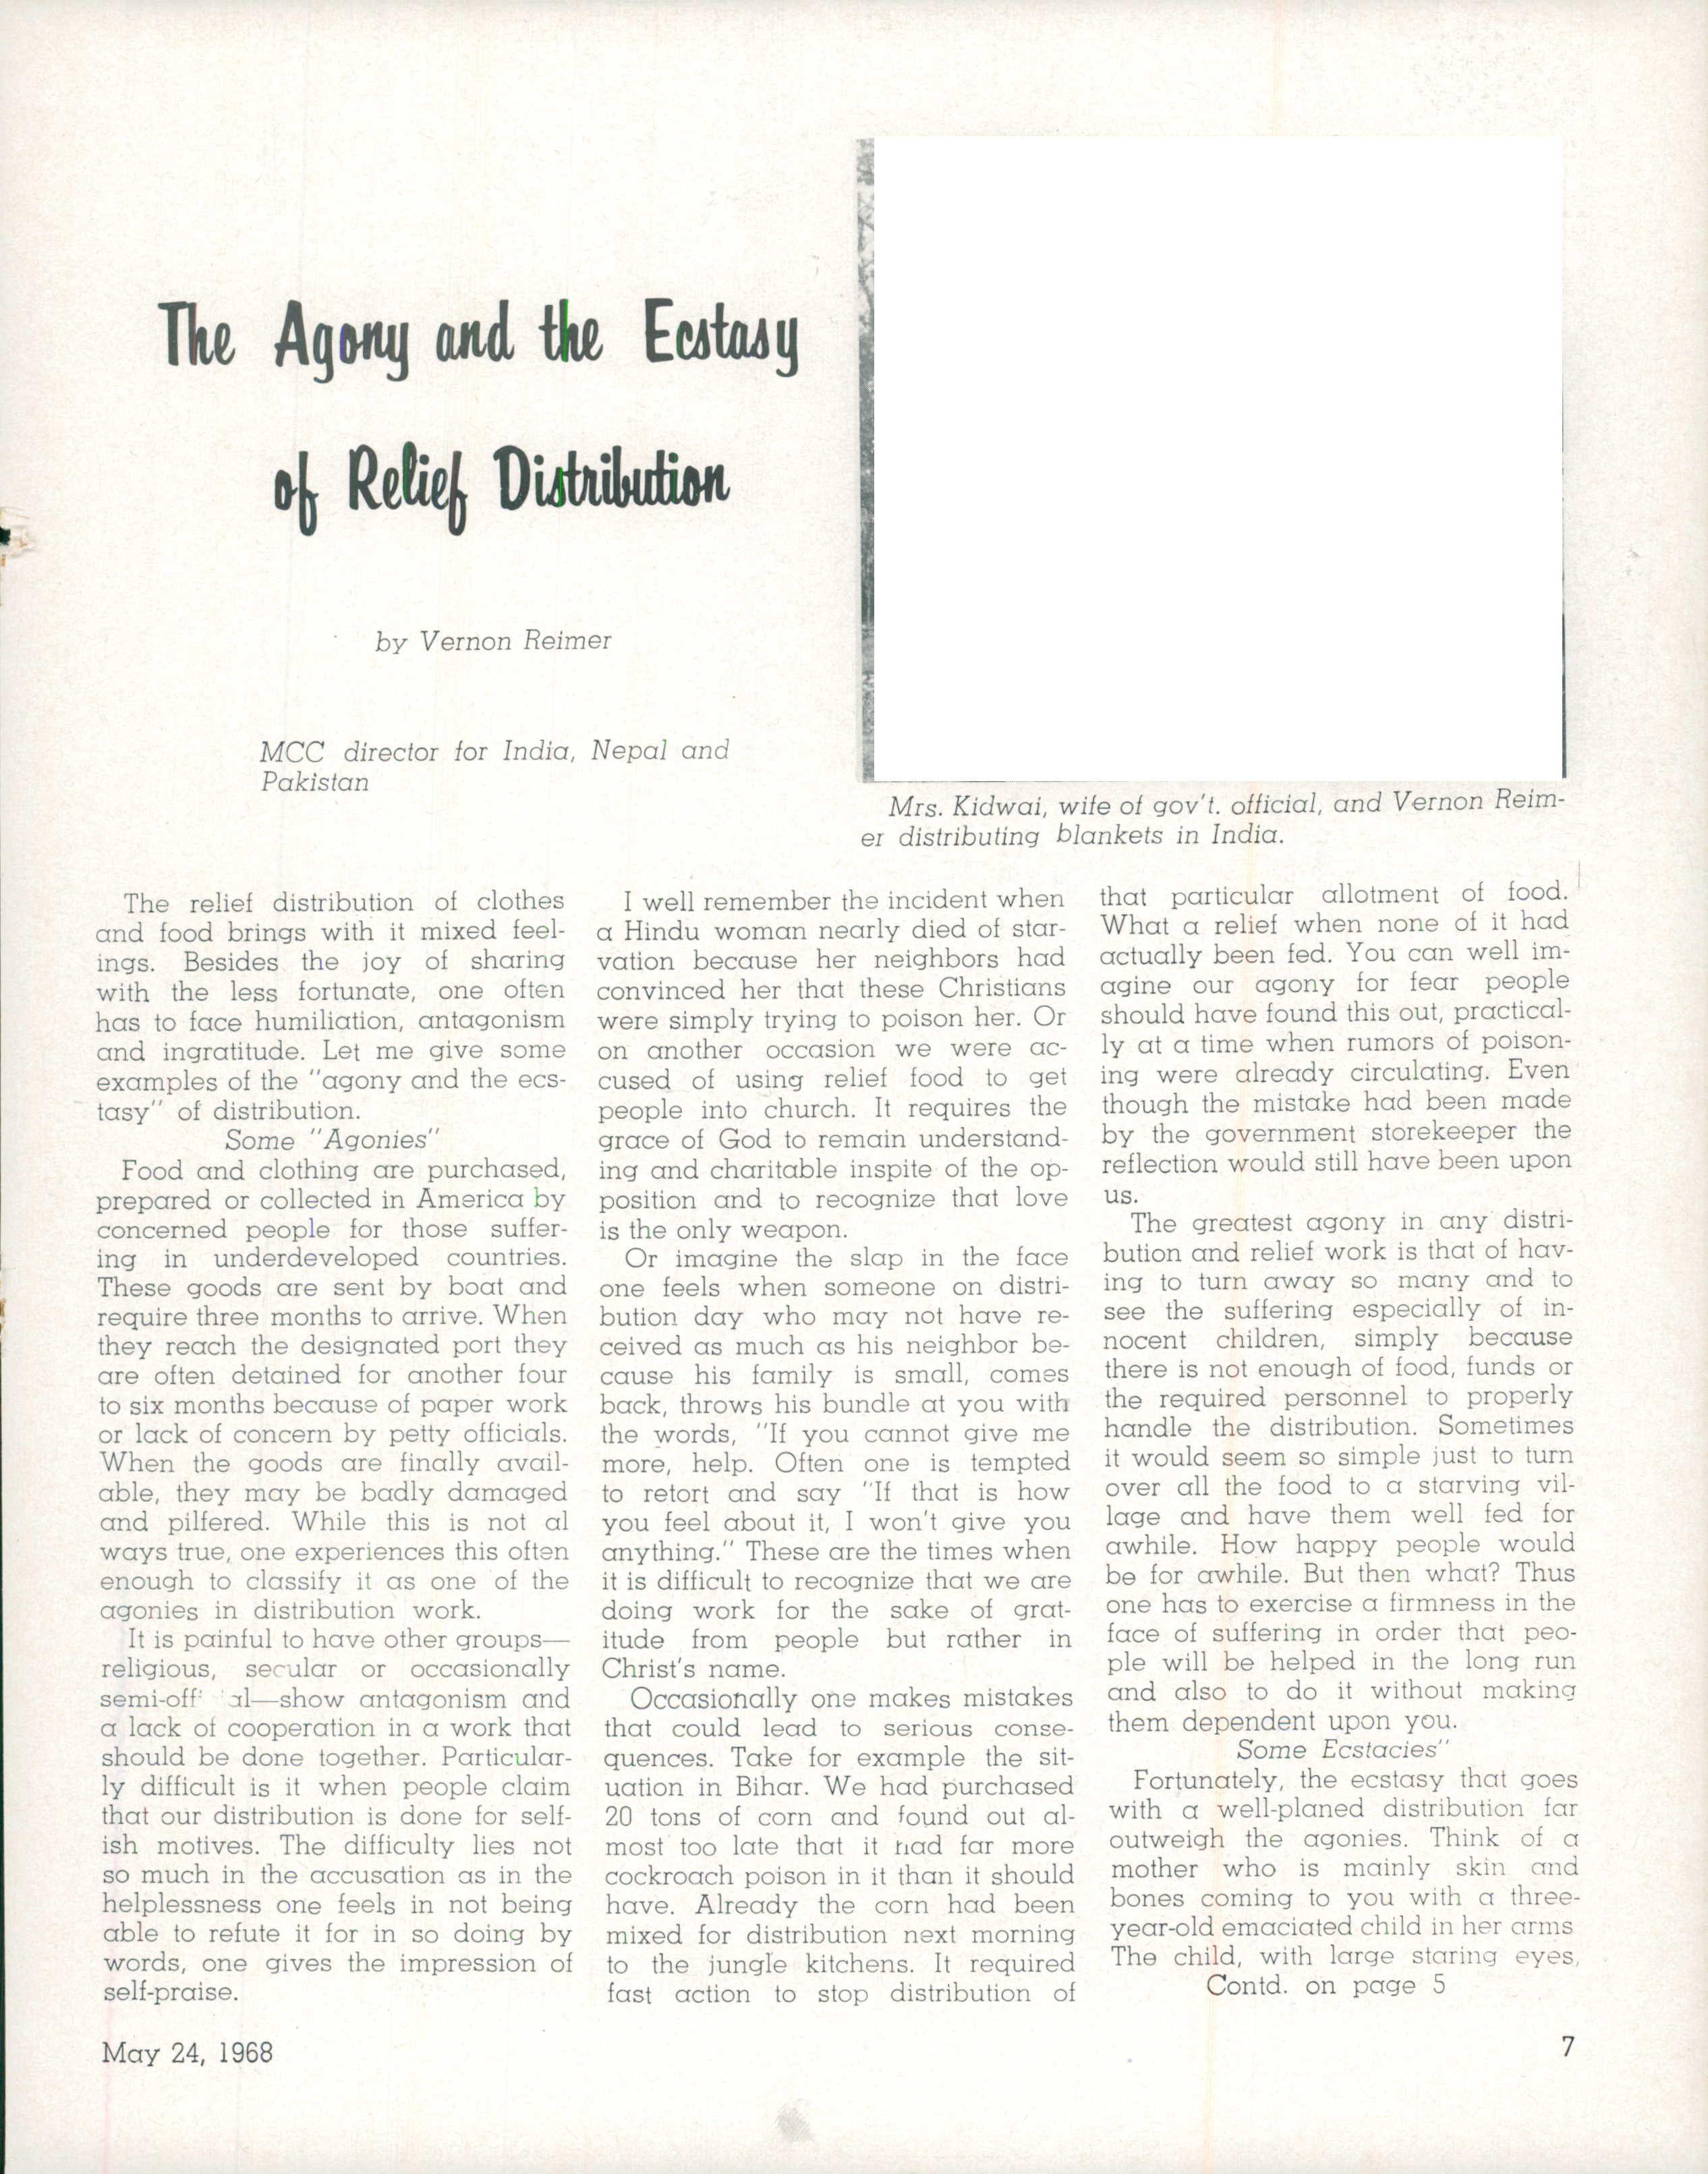 The Agony and the Ecstasy
of Relief Distribution
by Vernon Reimer
MCC director for India, Nepal and
Pakistan
Mrs. Kidwai, wife of gov't. official, and Vernon Reim-
er distributing blankets in India.
The relief distribution of clothes
and food brings with it mixed feel-
ings. Besides the joy of sharing
with the less fortunate, one often
has to face humiliation, antagonism
and ingratitude. Let me give some
examples of the "agony and the ecs-
tasy" of distribution.
Some "Agonies"
Food and clothing are purchased,
prepared or collected in America by
concerned people for those suffer-
ing in underdeveloped countries.
These goods are sent by boat and
require three months to arrive. When
they reach the designated port they
are often detained for another four
to six months because of paper work
or lack of concern by petty officials.
When the goods are finally avail-
able, they may be badly damaged
and pilfered. While this is not al
ways true, one experiences this often
enough to classify it as one of the
agonies in distribution work.
It is painful to have other groups—
religious, secular or occasionally
al—show antagonism and
a lack of cooperation in a work that
should be done together. Particular-
ly difficult is it when people claim
that our distribution is done for self-
ish motives. The difficulty lies not
so much in the accusation as in the
helplessness one feels in not being
able to refute it for in so doing by
words, one gives the impression of
self-praise.
I well remember the incident when
a Hindu woman nearly died of star-
vation because her neighbors had
convinced her that these Christians
were simply trying to poison her. Or
on another occasion we were ac-
cused of using relief food to get
people into church. It requires the
grace of God to remain understand-
ing and charitable inspite of the op-
position and to recognize that love
is the only weapon.
Or imagine the slap in the face
one feels when someone on distri-
bution day who may not have re-
ceived as much as his neighbor be-
cause his family is small, comes
back, throws his bundle at you with
the words, "If you cannot give me
more, help. Often one is tempted
to retort and say "If that is how
you feel about it, I won't give you
anything." These are the times when
it is difficult to recognize that we are
doing work for the sake of grat-
itude from people but rather in
Christ's name.
Occasionally one makes mistakes
that could lead to serious conse-
quences. Take for example the sit-
uation in Bihar. We had purchased
20 tons of corn and found out al-
most too late that it had far more
cockroach poison in it than it should
have. Already the corn had been
mixed for distribution next morning
to the jungle kitchens. It required
fast action to stop distribution of
that particular allotment of food.
What a relief when none of it had
actually been fed. You can well im-
agine our agony for fear people
should have found this out, practical-
ly at a time when rumors of poison-
ing were already circulating. Even
though the mistake had been made
by the government storekeeper the
reflection would still have been upon
us.
The greatest agony in any distri-
bution and relief work is that of hav-
ing to turn away so many and to
see the suffering especially of in-
nocent children, simply because
there is not enough of food, funds or
the required personnel to properly
handle the distribution. Sometimes
it would seem so simple just to turn
over all the food to a starving vil-
lage and have them well fed for
awhile. How happy people would
be for awhile. But then what? Thus
one has to exercise a firmness in the
face of suffering in order that peo-
ple will be helped in the long run
and also to do it without making
them dependent upon you.
Some Ecstacies"
Fortunately, the ecstasy that goes
with a well-planed distribution far
outweigh the agonies. Think of a
mother who is mainly skin and
bones coming to you with a three-
year-old emaciated child in her arms
The child, with large staring eyes,
Contd. on page 5
May 24, 1968
7